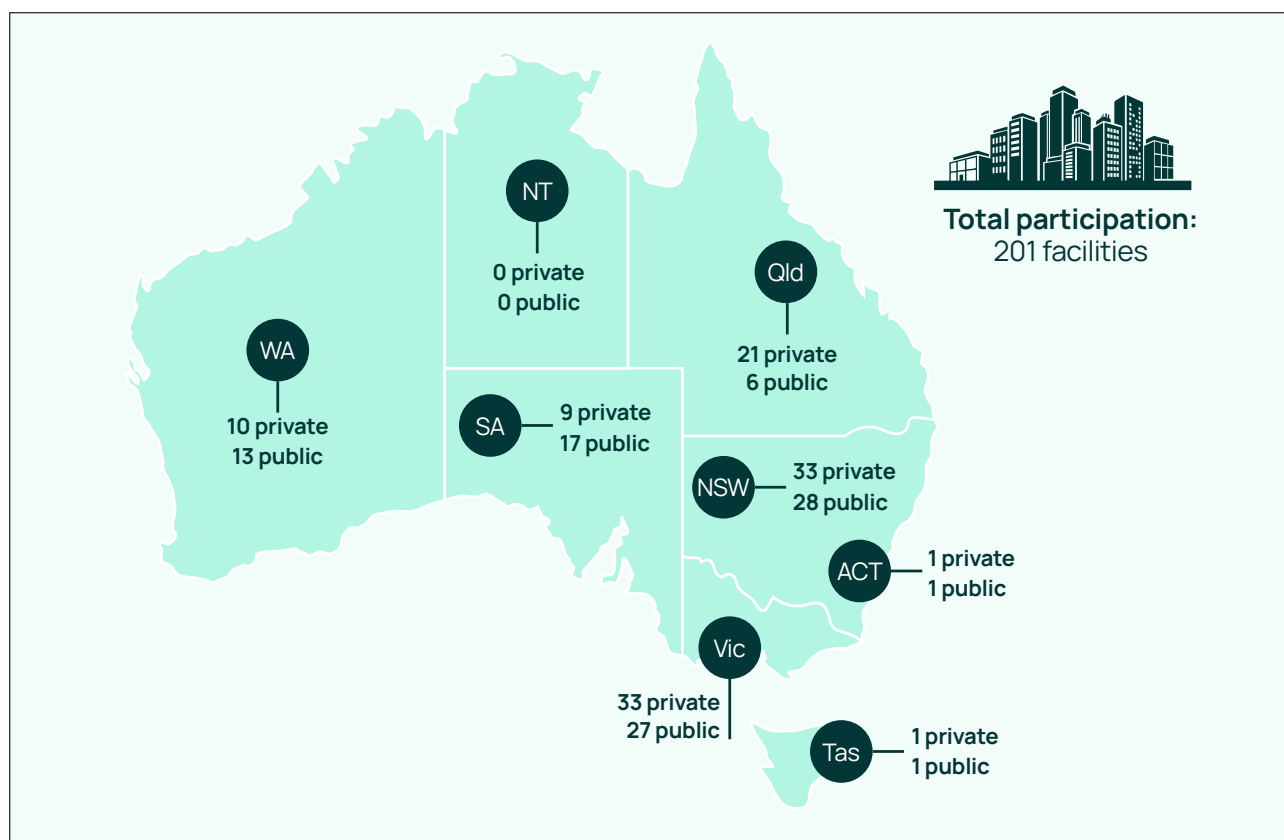 Total participation:
201 facilities
NT
0 private
0 public
Qld
21 private
6 public
WA
10 private
13 public
SA
9 private
17 public
NSW
33 private
28 public
ACT
1 private
1 public
Vic
33 private
27 public
Tas
1 private
1 public